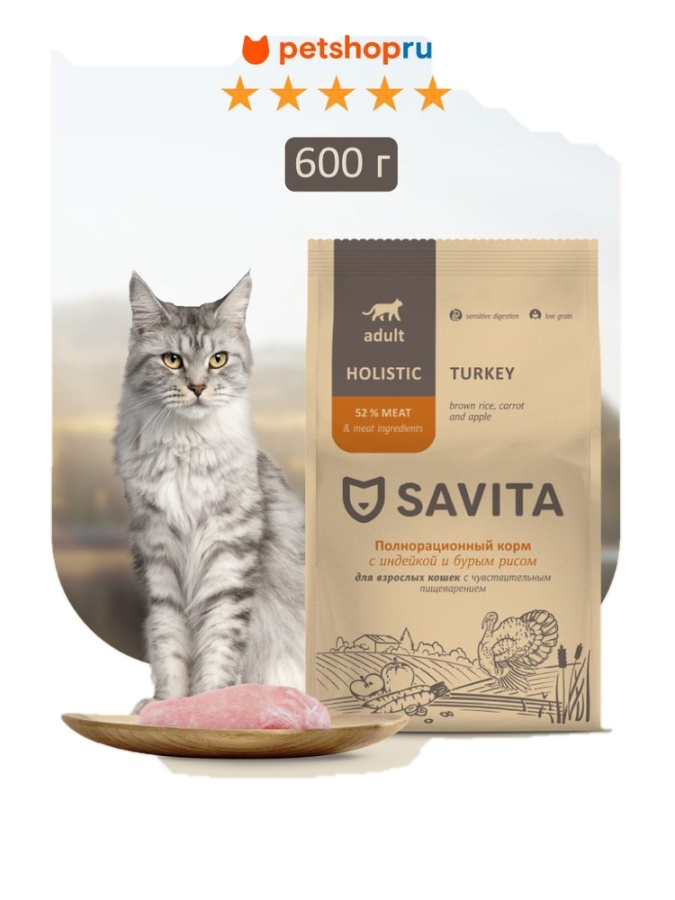 petshopru
600 г
adult
HOLISTIC
52 % MEAT
& meat ingredients
sensitive digestion
low grain
TURKEY
brown rice, carrot
and apple
SAVITA
Полнорационный корм
с индейкой и бурым рисом
для взрослых кошек с чувствительным
пищеварением